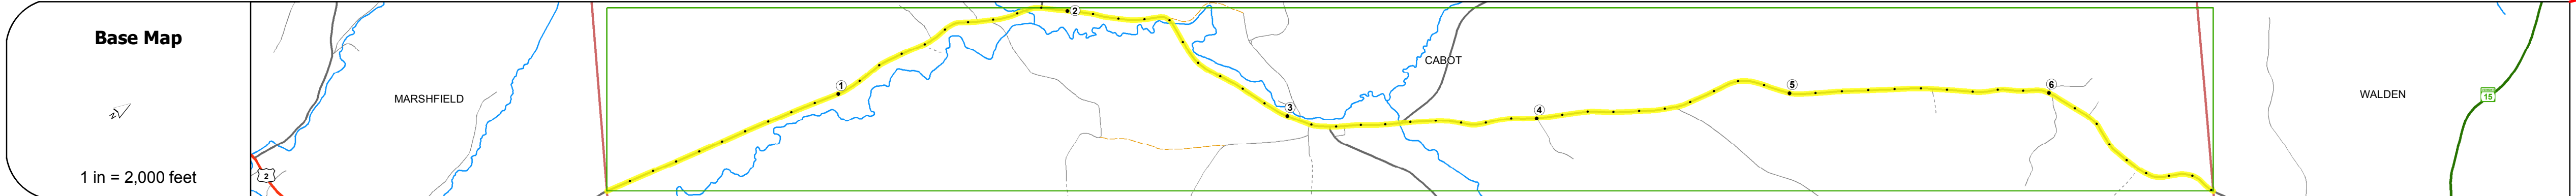 Base Map
N
1 in = 2,000 feet
2
MARSHFIELD
1
2
3
CABOT
4
5
6
WALDEN
15